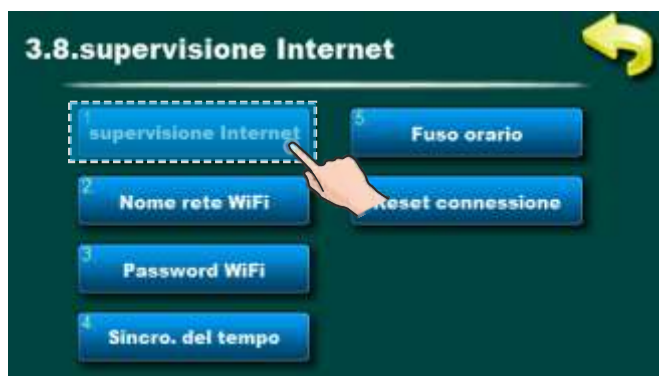 3.8.supervisione Internet
1
supervisione Internet
2
Nome rete WiFi
3
Password WiFi
4
Sincro. del tempo
5
Fuso orario
Reset connessione